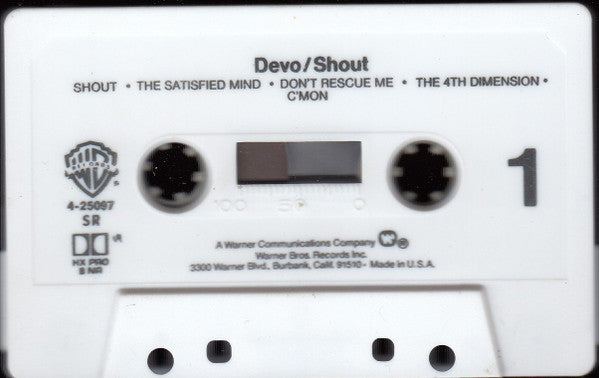 Devo/Shout
SHOUT • THE SATISFIED MIND • DON'T RESCUE ME • THE 4TH DIMENSION •
C'MON
WB
RECORDS
1
4-25097
SR
HX PRO
B NR
100 50 0
A Warner Communications Company
Warner Bros. Records Inc.
3300 Warner Blvd., Burbank, Calif. 91510 - Made in U.S.A.